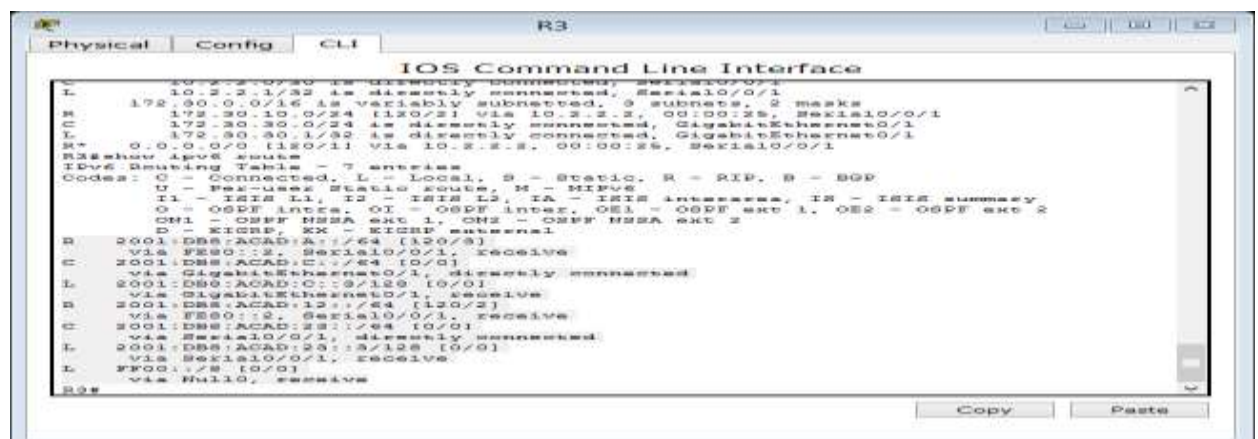 R3
Physical Config CLI
IOS Command Line Interface
C 10.2.2.0/30 is directly connected, Serial0/0/1
L 10.2.2.1/32 is directly connected, Serial0/0/1
172.30.0.0/16 is variably subnetted, 3 subnets, 2 masks
R 172.30.10.0/24 [120/2] via 10.2.2.2, 00:00:25, Serial0/0/1
C 172.30.30.0/24 is directly connected, GigabitEthernet0/1
L 172.30.30.1/32 is directly connected, GigabitEthernet0/1
R* 0.0.0.0/0 [120/1] via 10.2.2.2, 00:00:25, Serial0/0/1
R3#show ipv6 route
IPv6 Routing Table - 7 entries
Codes: C - Connected, L - Local, S - Static, R - RIP, B - BGP
U - Per-user Static route, M - MIPv6
I1 - ISIS L1, I2 - ISIS L2, IA - ISIS interarea, IS - ISIS summary
O - OSPF intra, OI - OSPF inter, OE1 - OSPF ext 1, OE2 - OSPF ext 2
ON1 - OSPF NSSA ext 1, ON2 - OSPF NSSA ext 2
D - EIGRP, EX - EIGRP external
R 2001:DB8:ACAD:A::/64 [120/3]
via FE80::2, Serial0/0/1, receive
C 2001:DB8:ACAD:C::/64 [0/0]
via GigabitEthernet0/1, directly connected
L 2001:DB8:ACAD:C::3/128 [0/0]
via GigabitEthernet0/1, receive
R 2001:DB8:ACAD:12::/64 [120/2]
via FE80::2, Serial0/0/1, receive
C 2001:DB8:ACAD:23::/64 [0/0]
via Serial0/0/1, directly connected
L 2001:DB8:ACAD:23::3/128 [0/0]
via Serial0/0/1, receive
L FF00::/8 [0/0]
via Null0, receive
R3#
Copy Paste